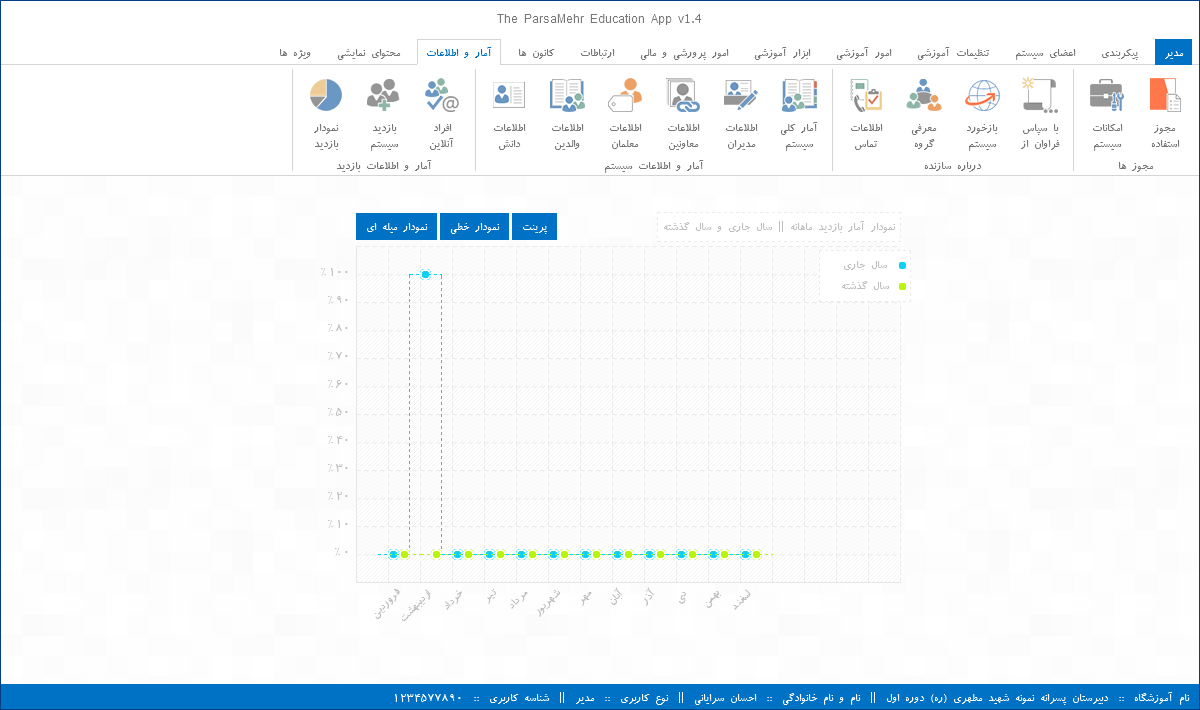 The ParsaMehr Education App v1.4
مدیر پیکربندی اعضای سیستم تنظیمات آموزشی امور آموزشی ابزار آموزشی امور پرورشی و مالی ارتباطات کانون ها آمار و اطلاعات محتوای نمایشی ویژه ها
مجوز استفاده
امکانات سیستم
مجوز ها
با سپاس فراوان از
بازخورد سیستم
معرفی گروه
اطلاعات تماس
درباره سازنده
آمار کلی سیستم
اطلاعات مدیران
اطلاعات معاونین
اطلاعات معلمان
اطلاعات والدین
اطلاعات دانش
آمار و اطلاعات سیستم
افراد آنلاین
بازدید سیستم
نمودار بازدید
آمار و اطلاعات بازدید
نمودار آمار بازدید ماهانه || سال جاری و سال گذشته
پرینت نمودار خطی نمودار میله ای
سال جاری
سال گذشته
٪ ۱۰۰
٪ ۹۰
٪ ۸۰
٪ ۷۰
٪ ۶۰
٪ ۵۰
٪ ۴۰
٪ ۳۰
٪ ۲۰
٪ ۱۰
٪ ۰
فروردین اردیبهشت خرداد تیر مرداد شهریور مهر آبان آذر دی بهمن اسفند
نام آموزشگاه :: دبیرستان پسرانه نمونه شهید مطهری (ره) دوره اول || نام و نام خانوادگی :: احسان سرایانی || نوع کاربری :: مدیر || شناسه کاربری :: ۱۲۳۴۵۷۷۸۹۰